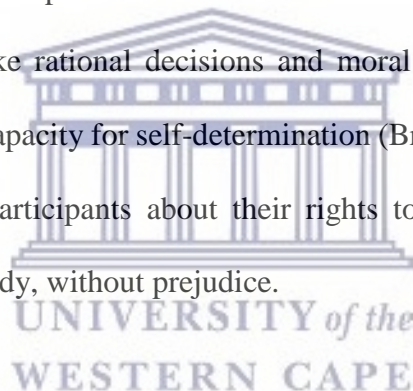 ke rational decisions and moral
apacity for self-determination (Br
articipants about their rights to
dy, without prejudice.
UNIVERSITY of the
WESTERN CAPE